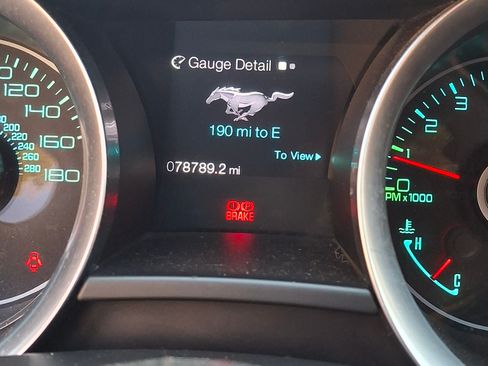 Gauge Detail
190 mi to E
To View
078789.2 mi
BRAKE
120
140
160
180
220
240
260
280
3
2
1
0
RPM x1000
H
C